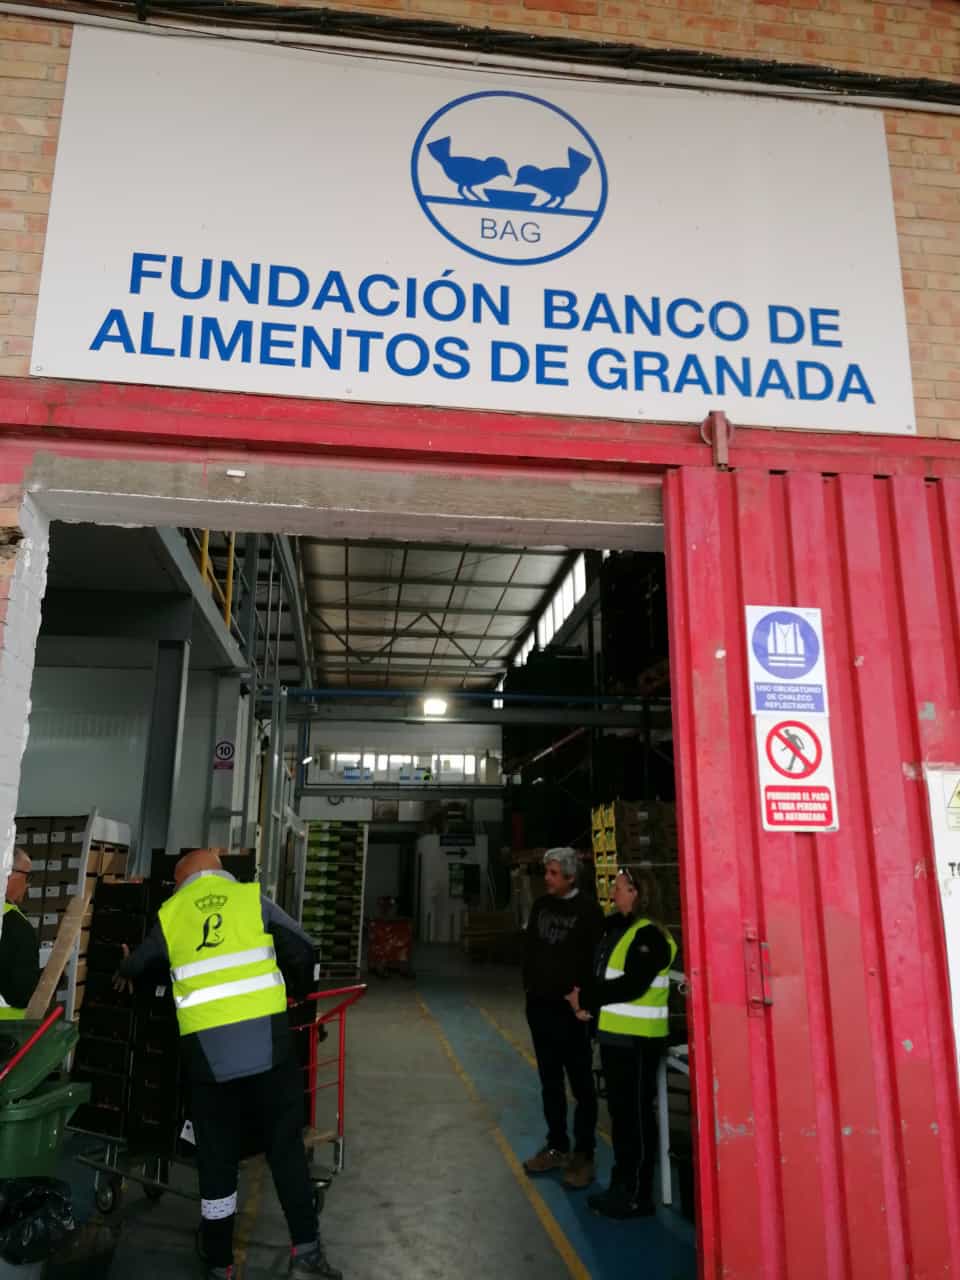 BAG
FUNDACIÓN BANCO DE
ALIMENTOS DE GRANADA
USO OBLIGATORIO
DE CHALECO
REFLECTANTE
PROHIBIDO EL PASO
A TODA PERSONA
NO AUTORIZADA
10
Ls